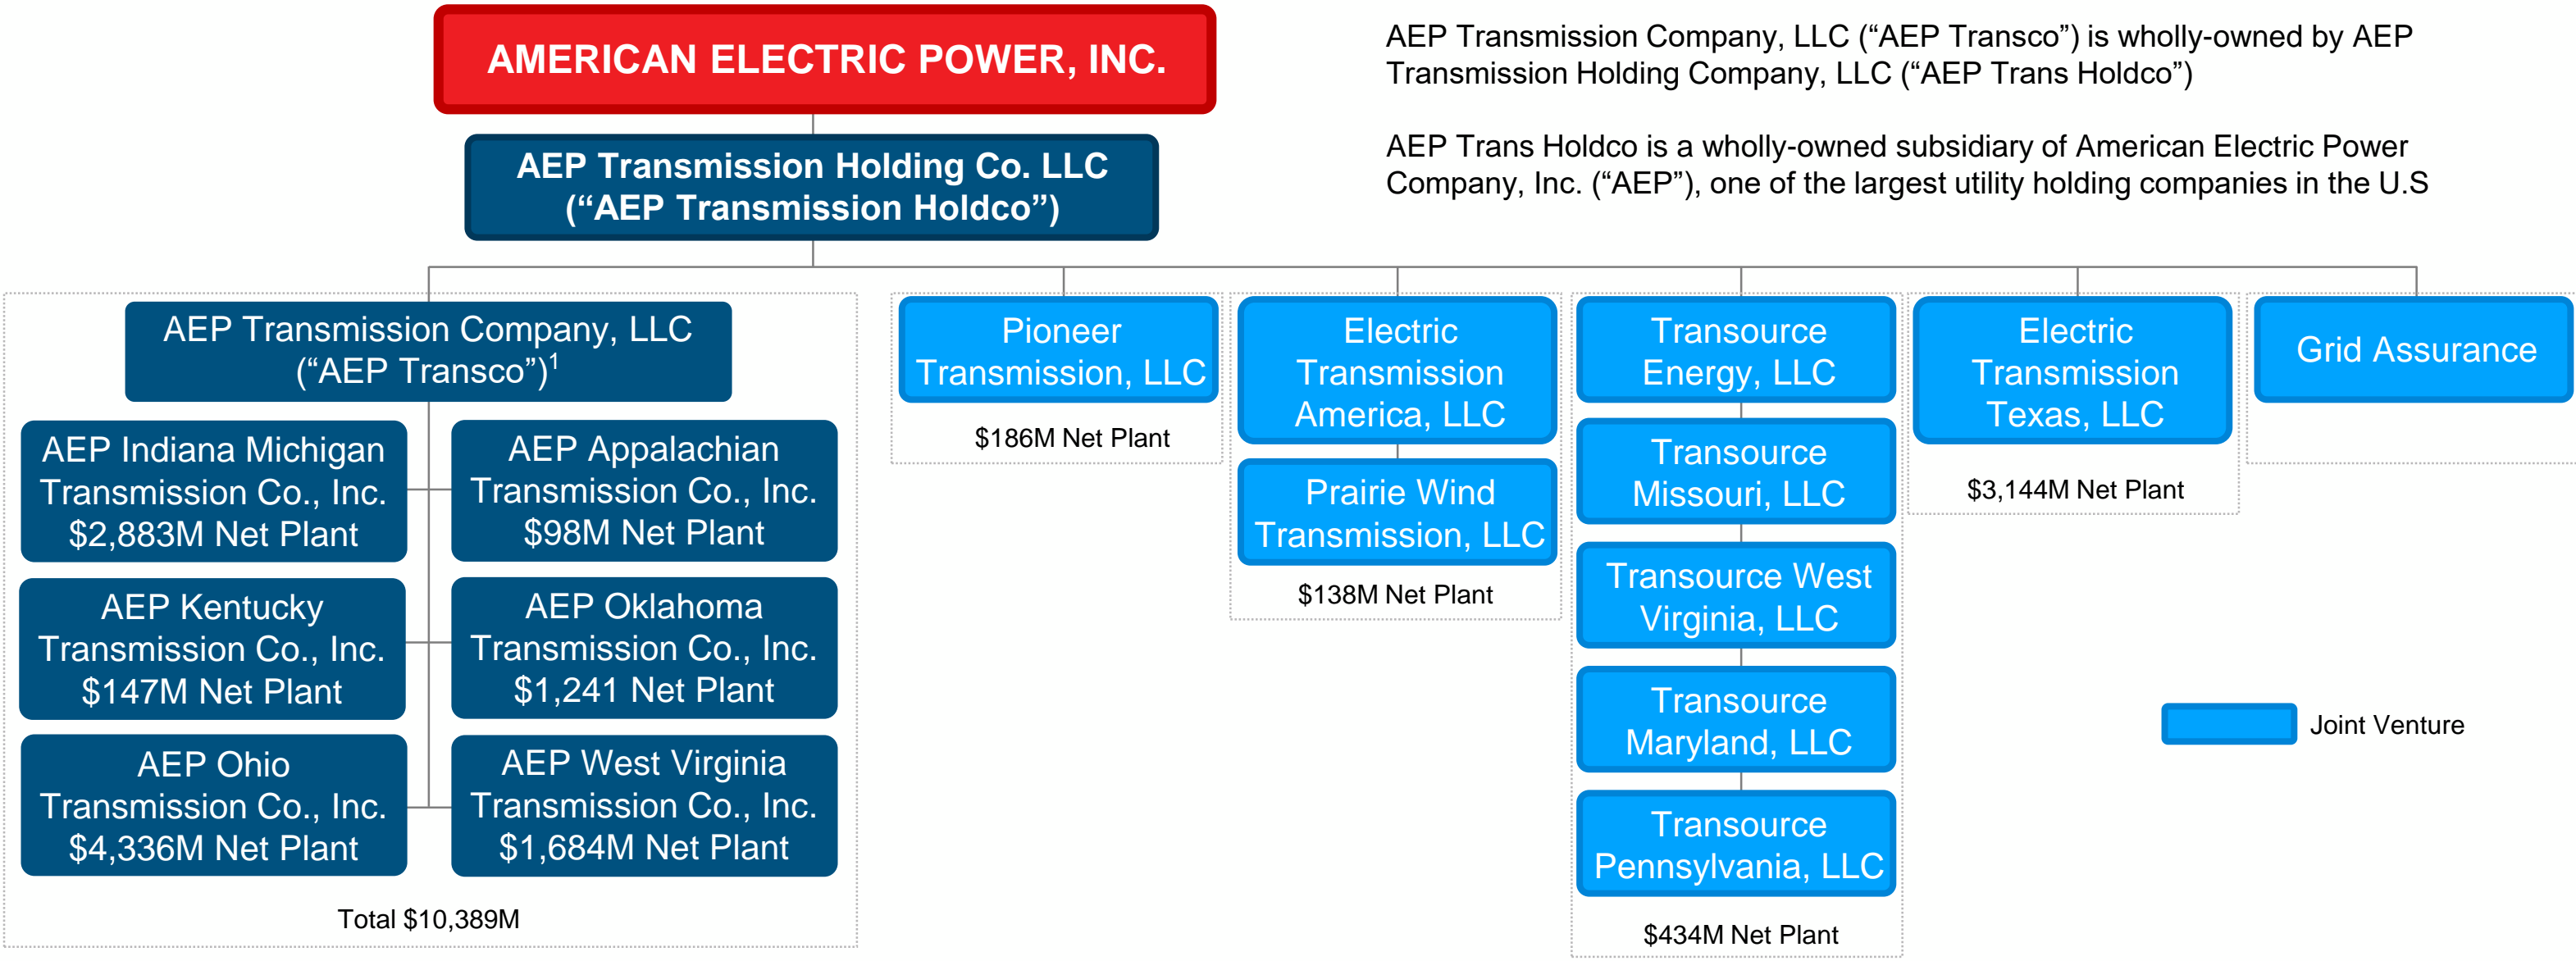 AMERICAN ELECTRIC POWER, INC.
AEP Transmission Company, LLC (“AEP Transco”) is wholly-owned by AEP
Transmission Holding Company, LLC (“AEP Trans Holdco”)
AEP Trans Holdco is a wholly-owned subsidiary of American Electric Power
Company, Inc. (“AEP”), one of the largest utility holding companies in the U.S
AEP Transmission Holding Co. LLC
(“AEP Transmission Holdco”)
AEP Transmission Company, LLC
(“AEP Transco”)1
AEP Indiana Michigan
Transmission Co., Inc.
$2,883M Net Plant
AEP Appalachian
Transmission Co., Inc.
$98M Net Plant
AEP Kentucky
Transmission Co., Inc.
$147M Net Plant
AEP Oklahoma
Transmission Co., Inc.
$1,241 Net Plant
AEP Ohio
Transmission Co., Inc.
$4,336M Net Plant
AEP West Virginia
Transmission Co., Inc.
$1,684M Net Plant
Total $10,389M
Pioneer
Transmission, LLC
$186M Net Plant
Electric
Transmission
America, LLC
Prairie Wind
Transmission, LLC
$138M Net Plant
Transource
Energy, LLC
Transource
Missouri, LLC
Transource West
Virginia, LLC
Transource
Maryland, LLC
Transource
Pennsylvania, LLC
$434M Net Plant
Electric
Transmission
Texas, LLC
$3,144M Net Plant
Grid Assurance
Joint Venture